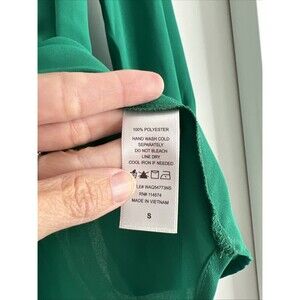 100% POLYESTER
HAND WASH COLD
SEPARATELY
DO NOT BLEACH
LINE DRY
COOL IRON IF NEEDED
RN# 114574
MADE IN VIETNAM
S